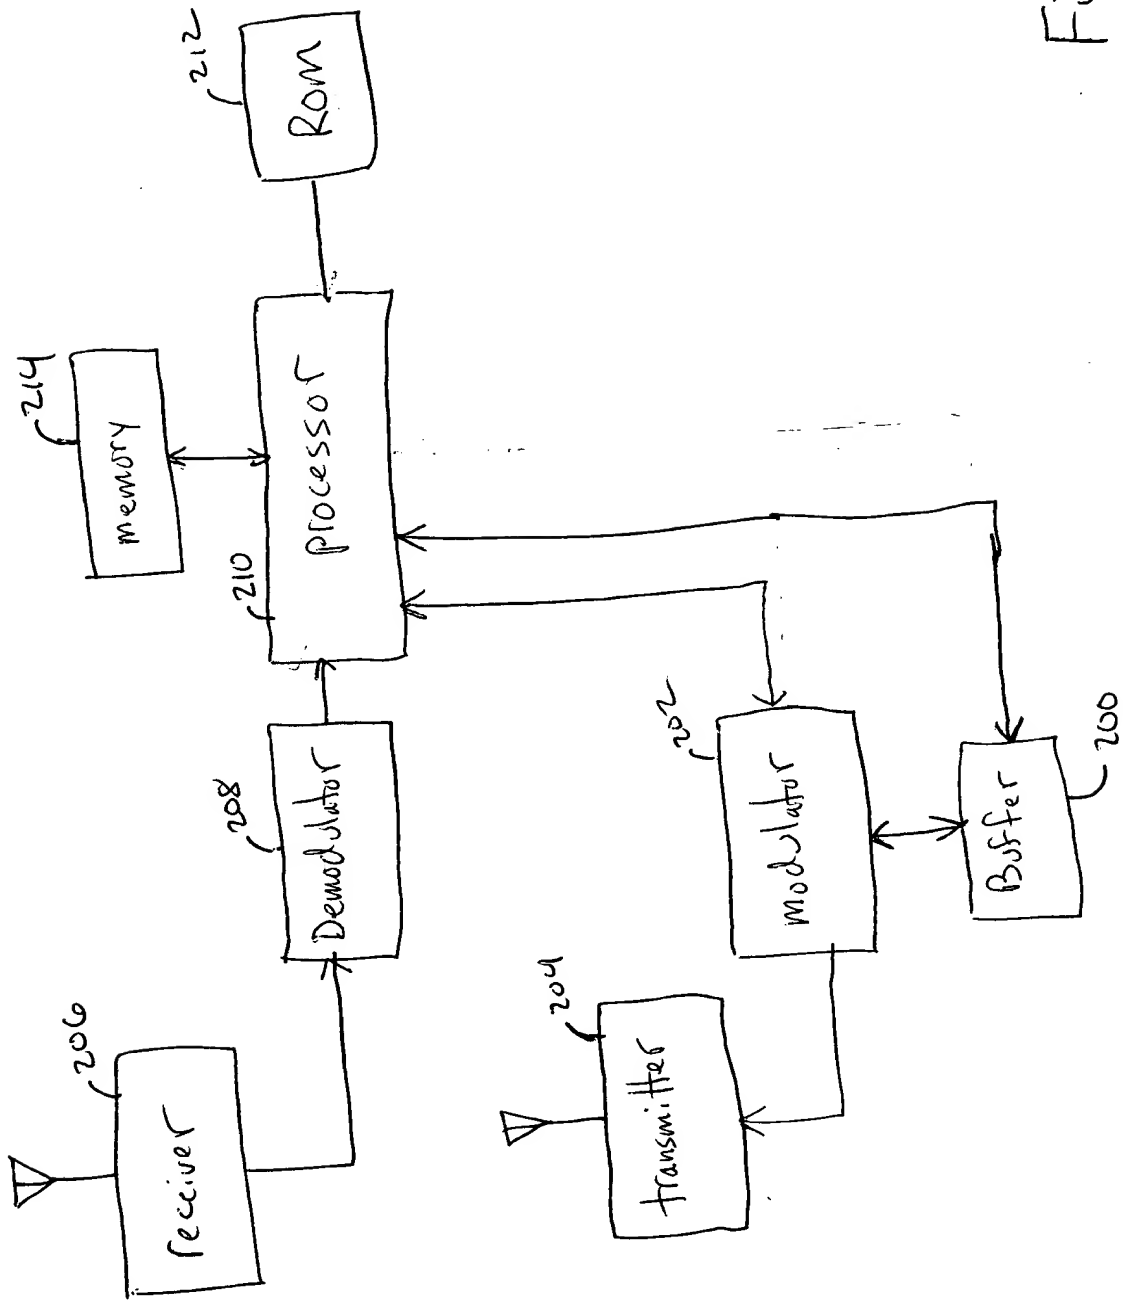 206
receiver
208
Demodulator
210
processor
214
memory
212
Rom
204
transmitter
202
modulator
Buffer
200